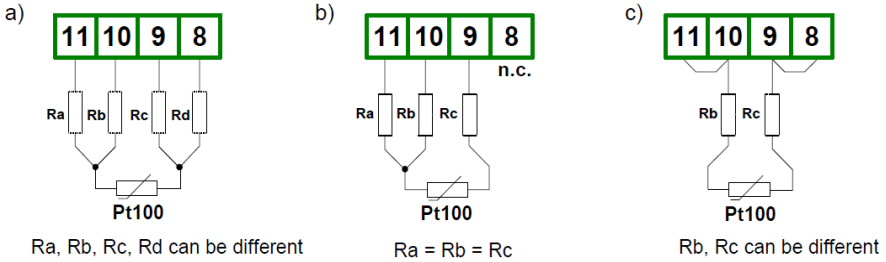 a) b) c)
11 10 9 8 11 10 9 8 11 10 9 8
n.c.
Ra Rb Rc Rd Ra Rb Rc Rb Rc
Pt100 Pt100 Pt100
Ra, Rb, Rc, Rd can be different Ra = Rb = Rc Rb, Rc can be different